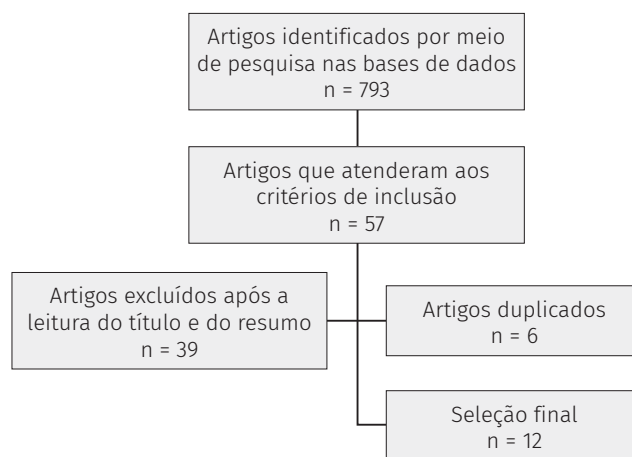 Artigos identificados por meio
de pesquisa nas bases de dados
n = 793
Artigos que atenderam aos
critérios de inclusão
n = 57
Artigos excluídos após a
leitura do título e do resumo
n = 39
Artigos duplicados
n = 6
Seleção final
n = 12